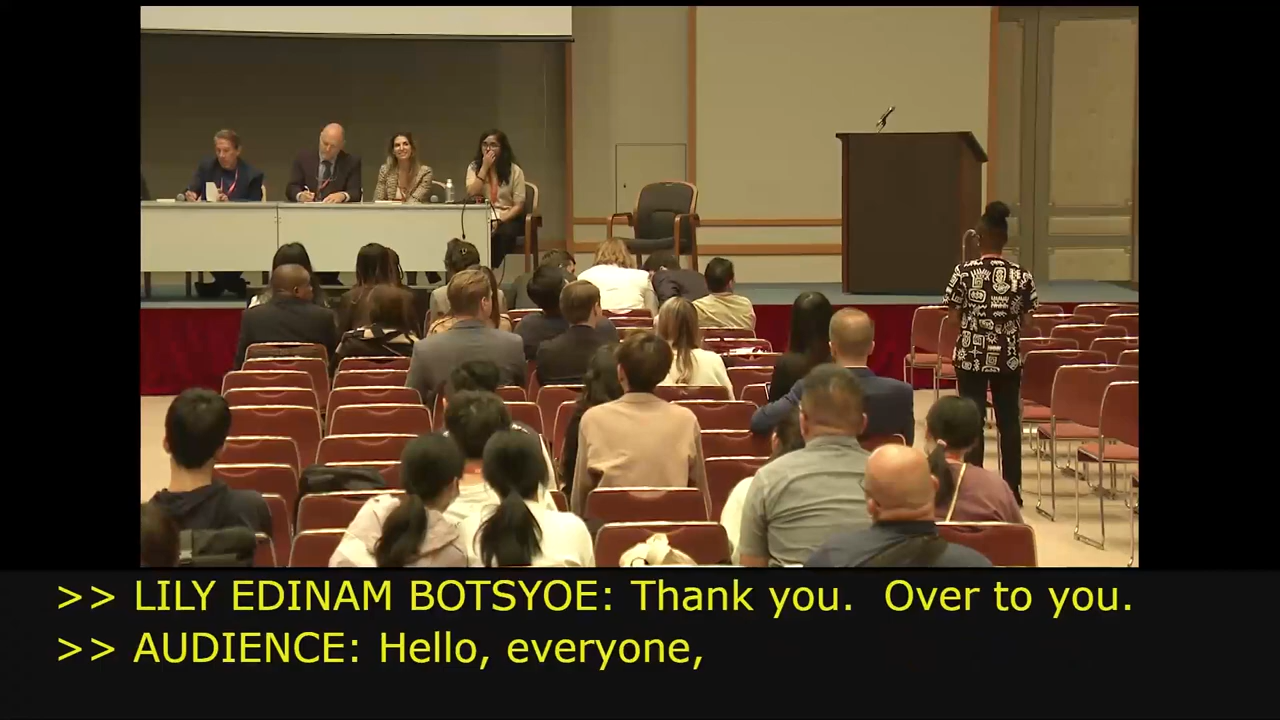 >> LILY EDINAM BOTSYOE: Thank you.  Over to you.
>> AUDIENCE: Hello, everyone,